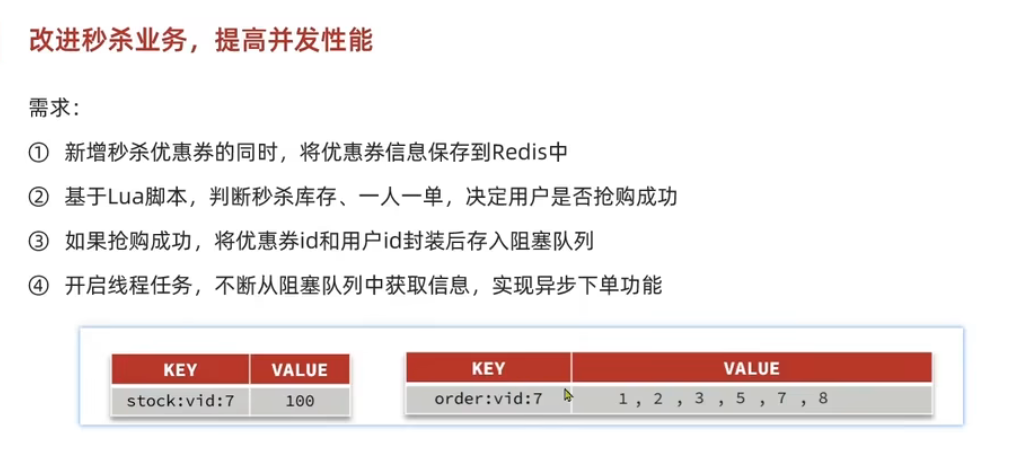 改进秒杀业务，提高并发性能
需求：
① 新增秒杀优惠券的同时，将优惠券信息保存到Redis中
② 基于Lua脚本，判断秒杀库存、一人一单，决定用户是否抢购成功
③ 如果抢购成功，将优惠券id和用户id封装后存入阻塞队列
④ 开启线程任务，不断从阻塞队列中获取信息，实现异步下单功能
KEY VALUE
stock:vid:7 100
KEY VALUE
order:vid:7 1 , 2 , 3 , 5 , 7 , 8